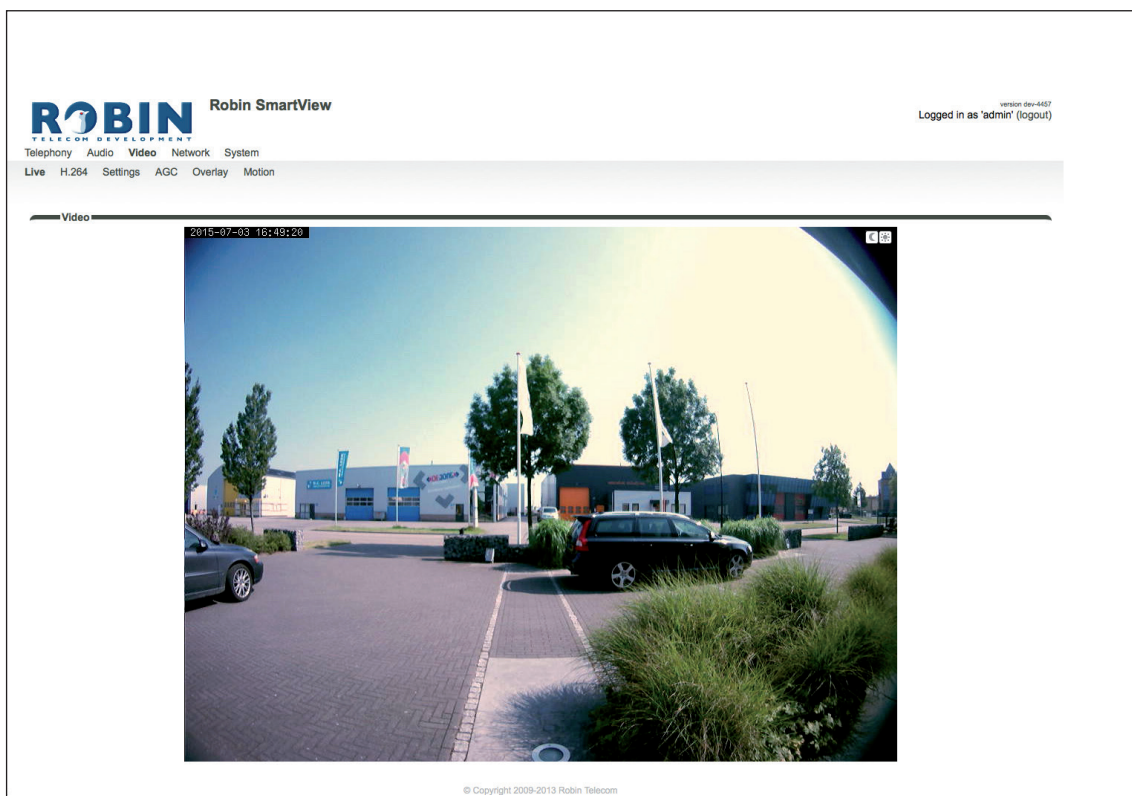 version dev-4457
Robin SmartView
Logged in as 'admin' (logout)
ROBIN
TELECOM DEVELOPMENT
Telephony Audio Video Network System
Live H.264 Settings AGC Overlay Motion
Video
2015-07-03 16:49:20
© Copyright 2009-2013 Robin Telecom